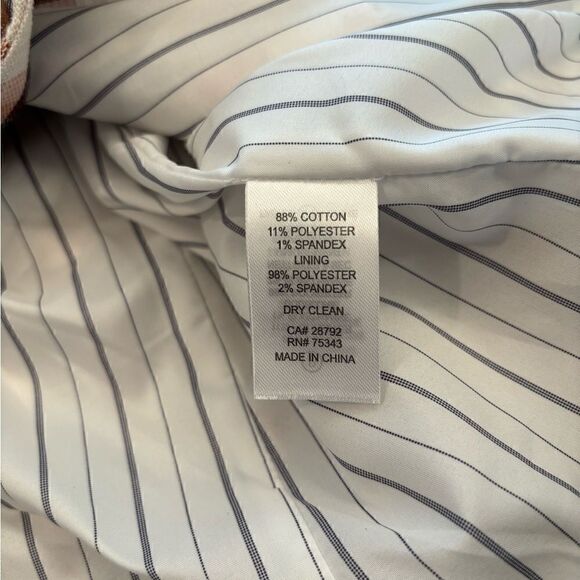 88% COTTON
11% POLYESTER
1% SPANDEX
LINING
98% POLYESTER
2% SPANDEX
DRY CLEAN
CA# 28792
RN# 75343
MADE IN CHINA